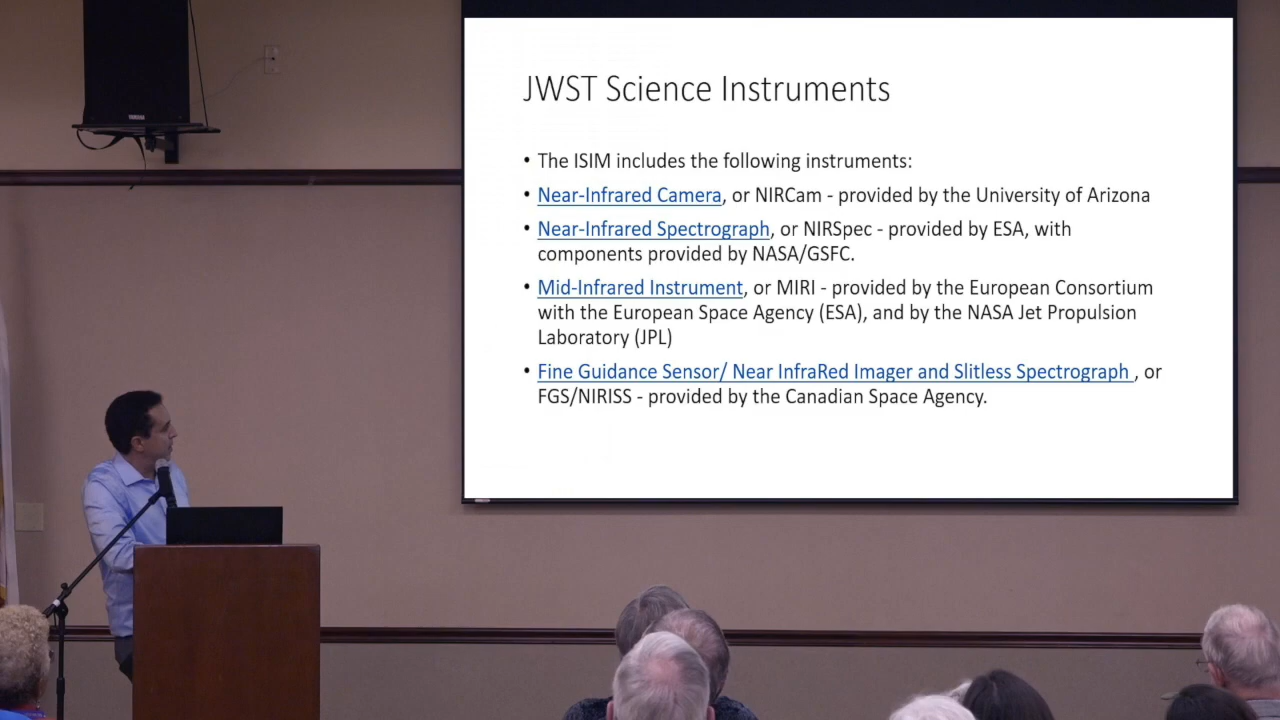 YAMAHA
JWST Science Instruments
• The ISIM includes the following instruments:
• Near-Infrared Camera, or NIRCam - provided by the University of Arizona
• Near-Infrared Spectrograph, or NIRSpec - provided by ESA, with
components provided by NASA/GSFC.
• Mid-Infrared Instrument, or MIRI - provided by the European Consortium
with the European Space Agency (ESA), and by the NASA Jet Propulsion
Laboratory (JPL)
• Fine Guidance Sensor/ Near InfraRed Imager and Slitless Spectrograph , or
FGS/NIRISS - provided by the Canadian Space Agency.